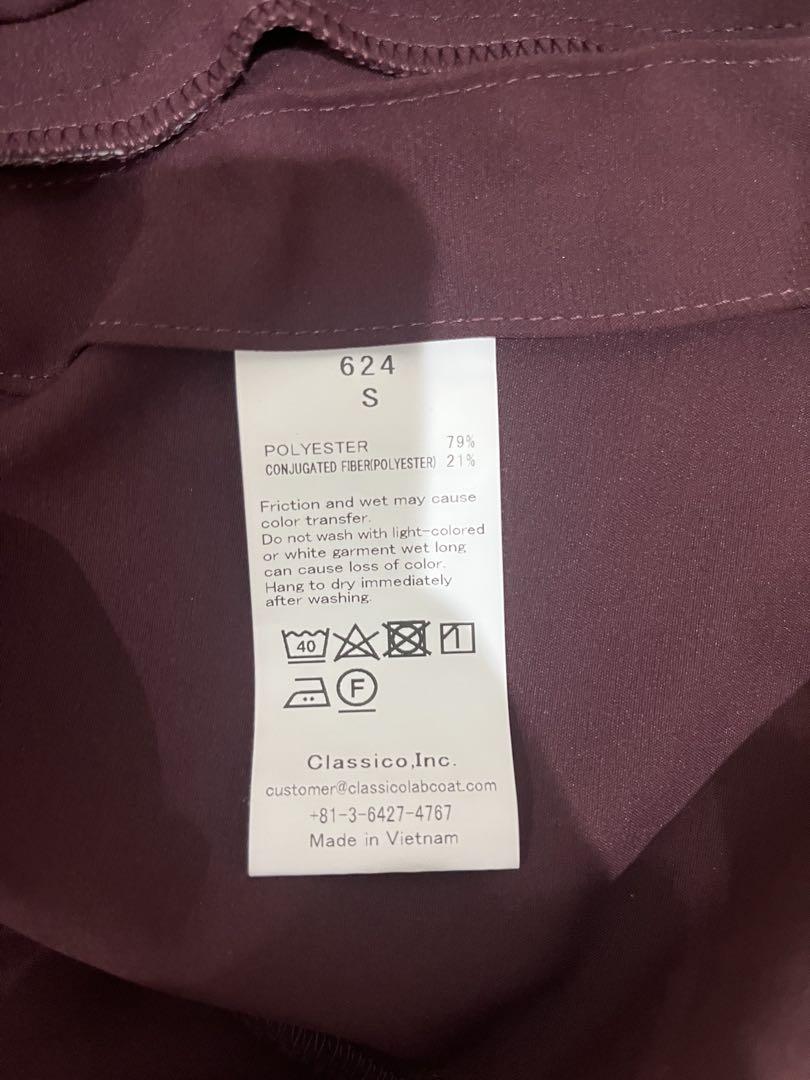 624
S
POLYESTER 79%
CONJUGATED FIBER(POLYESTER) 21%
Friction and wet may cause
color transfer.
Do not wash with light-colored
or white garment wet long
can cause loss of color.
Hang to dry immediately
after washing.
40
F
Classico,Inc.
customer@classicolabcoat.com
+81-3-6427-4767
Made in Vietnam